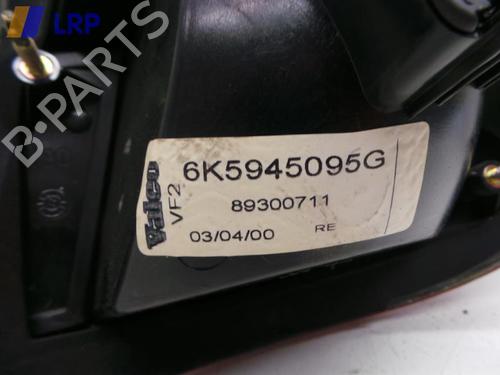 LRP
B-PARTS
Valeo
VF2
6K5945095G
89300711
03/04/00 RE